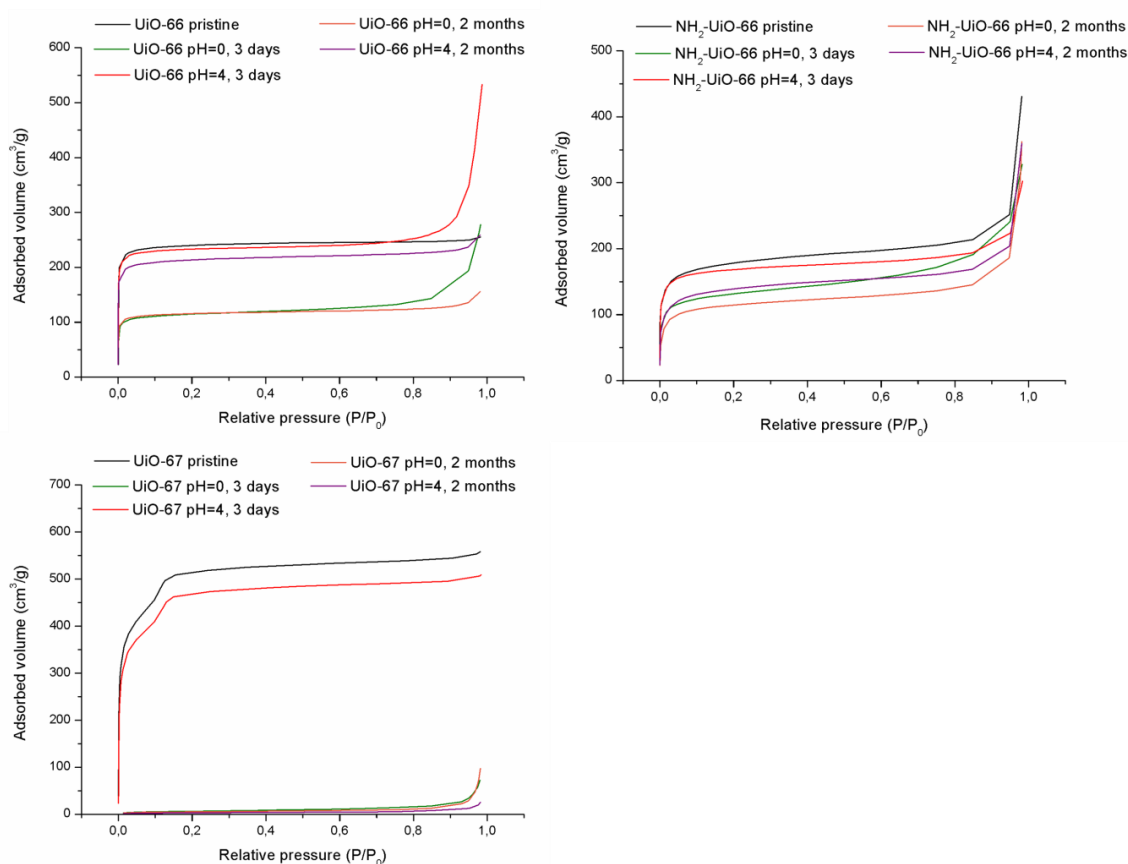 UiO-66 pristine
UiO-66 pH=0, 2 months
UiO-66 pH=0, 3 days
UiO-66 pH=4, 2 months
UiO-66 pH=4, 3 days
600
500
400
300
200
100
0
Adsorbed volume (cm³/g)
0,0 0,2 0,4 0,6 0,8 1,0
Relative pressure (P/P₀)
NH₂-UiO-66 pristine
NH₂-UiO-66 pH=0, 2 months
NH₂-UiO-66 pH=0, 3 days
NH₂-UiO-66 pH=4, 2 months
NH₂-UiO-66 pH=4, 3 days
500
400
300
200
100
0
Adsorbed volume (cm³/g)
0,0 0,2 0,4 0,6 0,8 1,0
Relative pressure (P/P₀)
UiO-67 pristine
UiO-67 pH=0, 2 months
UiO-67 pH=0, 3 days
UiO-67 pH=4, 2 months
UiO-67 pH=4, 3 days
700
600
500
400
300
200
100
0
Adsorbed volume (cm³/g)
0,0 0,2 0,4 0,6 0,8 1,0
Relative pressure (P/P₀)